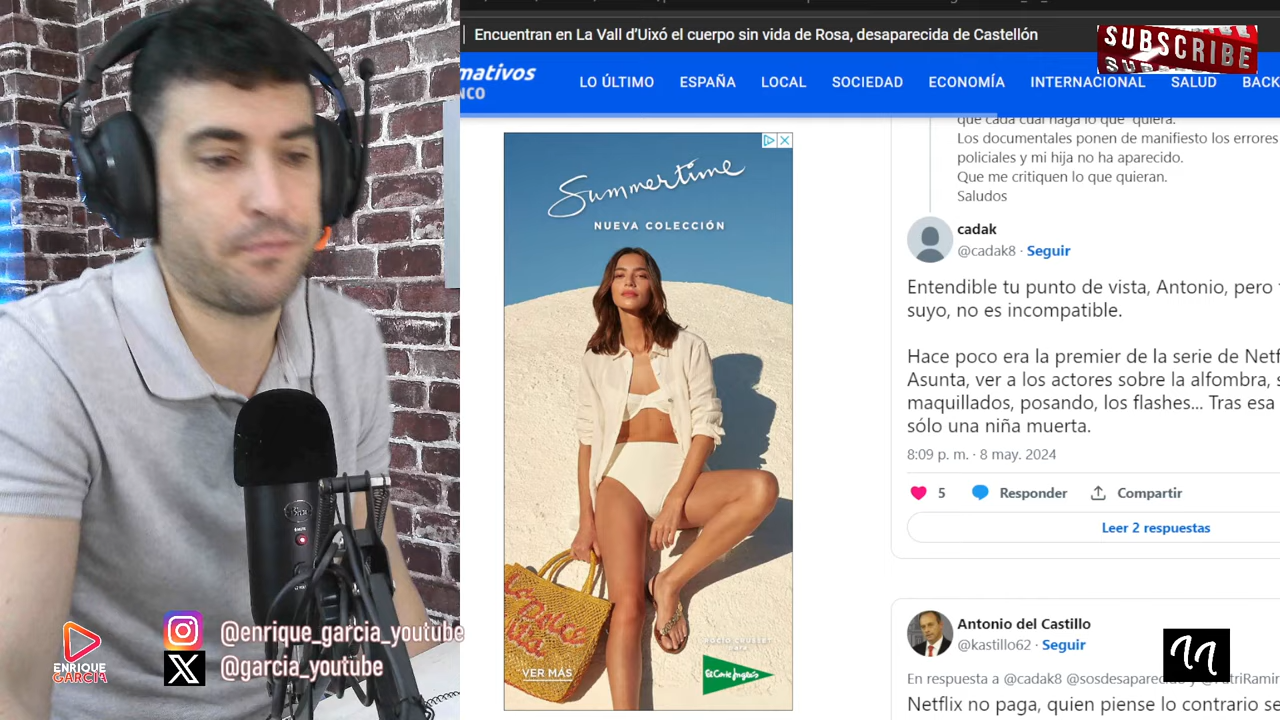 Encuentran en La Vall d'Uixó el cuerpo sin vida de Rosa, desaparecida de Castellón
SUBSCRIBE
LO ÚLTIMO ESPAÑA LOCAL SOCIEDAD ECONOMÍA INTERNACIONAL SALUD
que cada cual haga lo que quiera.
Los documentales ponen de manifiesto los errores
policiales y mi hija no ha aparecido.
Que me critiquen lo que quieran.
Saludos
cadak
@cadak8 · Seguir
Entendible tu punto de vista, Antonio, pero
suyo, no es incompatible.
Hace poco era la premier de la serie de
Asunta, ver a los actores sobre la alfombra,
maquillados, posando, los flashes... Tras esa
sólo una niña muerta.
8:09 p. m. · 8 may. 2024
5 Responder Compartir
Leer 2 respuestas
Antonio del Castillo
@kastillo62 · Seguir
En respuesta a @cadak8 @sosdesaparecido
Netflix no paga, quien piense lo contrario
Summertime
NUEVA COLECCIÓN
VER MÁS
El Corte Inglés
@enrique_garcia_youtube
@garcia_youtube
ENRIQUE
GARCIA